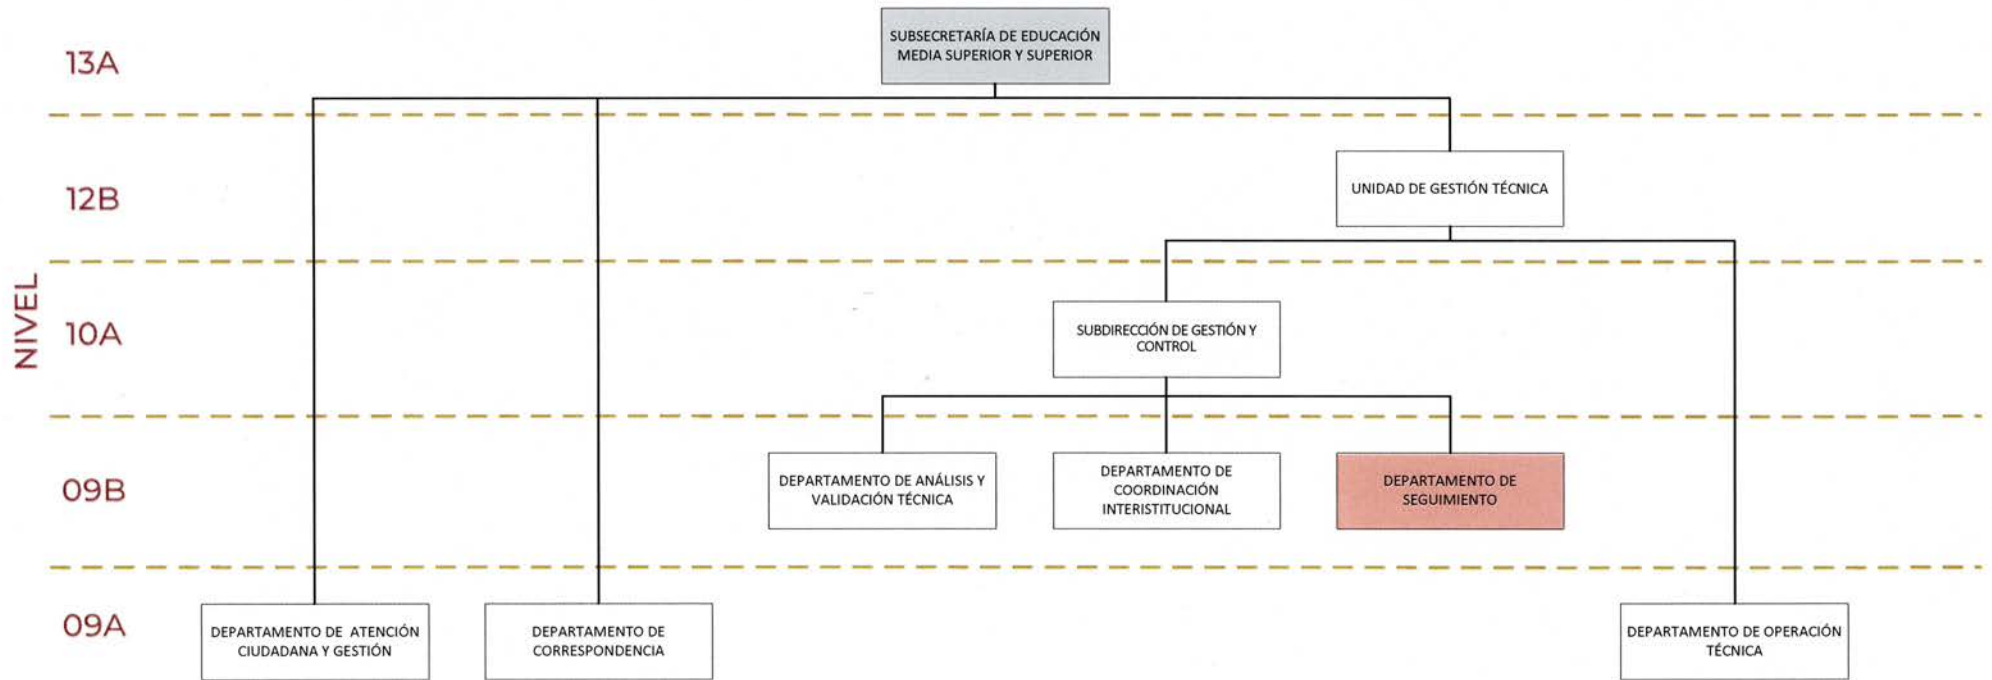 SUBSECRETARÍA DE EDUCACIÓN
MEDIA SUPERIOR Y SUPERIOR
13A
12B
UNIDAD DE GESTIÓN TÉCNICA
NIVEL
10A
SUBDIRECCIÓN DE GESTIÓN Y
CONTROL
09B
DEPARTAMENTO DE ANÁLISIS Y
VALIDACIÓN TÉCNICA
DEPARTAMENTO DE
COORDINACIÓN
INTERISTITUCIONAL
DEPARTAMENTO DE
SEGUIMIENTO
09A
DEPARTAMENTO DE ATENCIÓN
CIUDADANA Y GESTIÓN
DEPARTAMENTO DE
CORRESPONDENCIA
DEPARTAMENTO DE OPERACIÓN
TÉCNICA